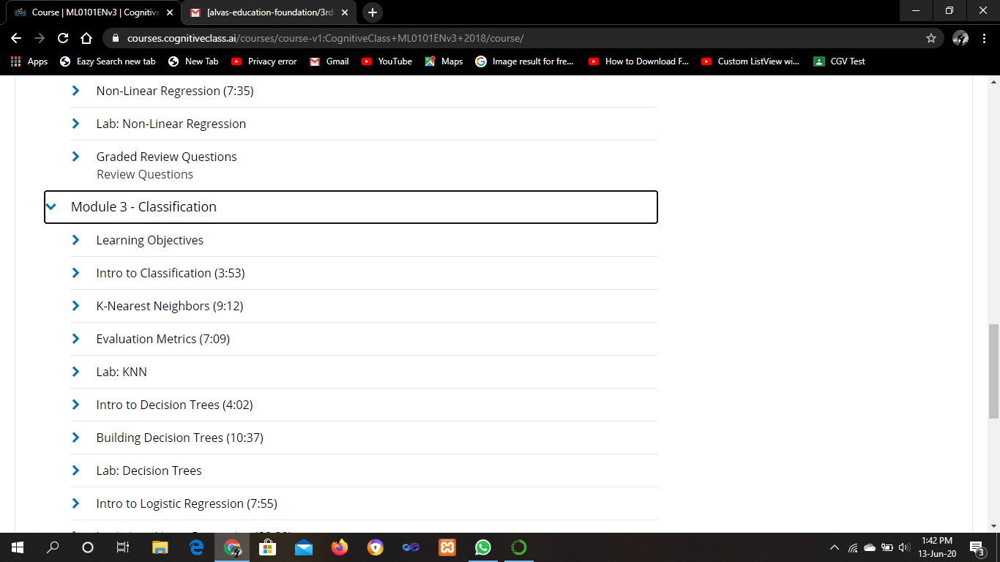 Course | ML0101ENv3 | Cognitive
[alvas-education-foundation/3rd
courses.cognitiveclass.ai/courses/course-v1:CognitiveClass+ML0101ENv3+2018/course/
Apps
Eazy Search new tab
New Tab
Privacy error
Gmail
YouTube
Maps
Image result for fre...
How to Download F...
Custom ListView wi...
CGV Test
Non-Linear Regression (7:35)
Lab: Non-Linear Regression
Graded Review Questions
Review Questions
Module 3 - Classification
Learning Objectives
Intro to Classification (3:53)
K-Nearest Neighbors (9:12)
Evaluation Metrics (7:09)
Lab: KNN
Intro to Decision Trees (4:02)
Building Decision Trees (10:37)
Lab: Decision Trees
Intro to Logistic Regression (7:55)
1:42 PM
13-Jun-20
3